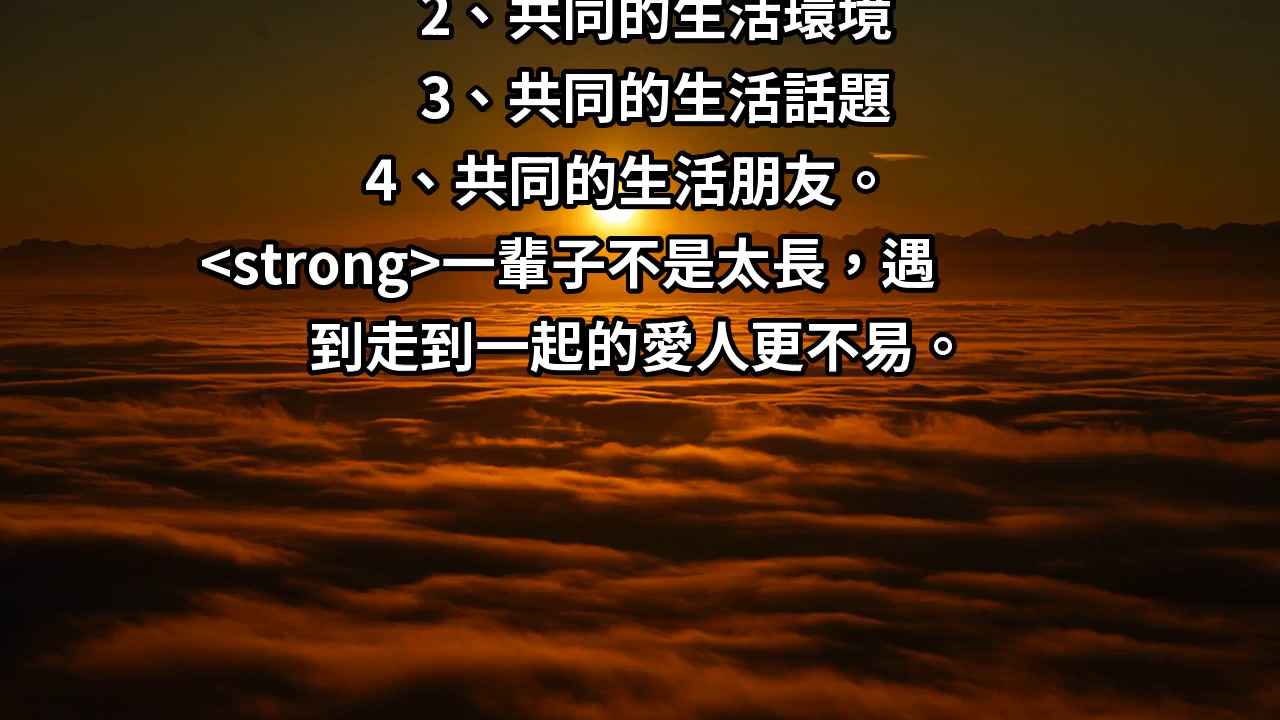 2、共同的生活環境
3、共同的生活話題
4、共同的生活朋友。
<strong>一輩子不是太長，遇
到走到一起的愛人更不易。